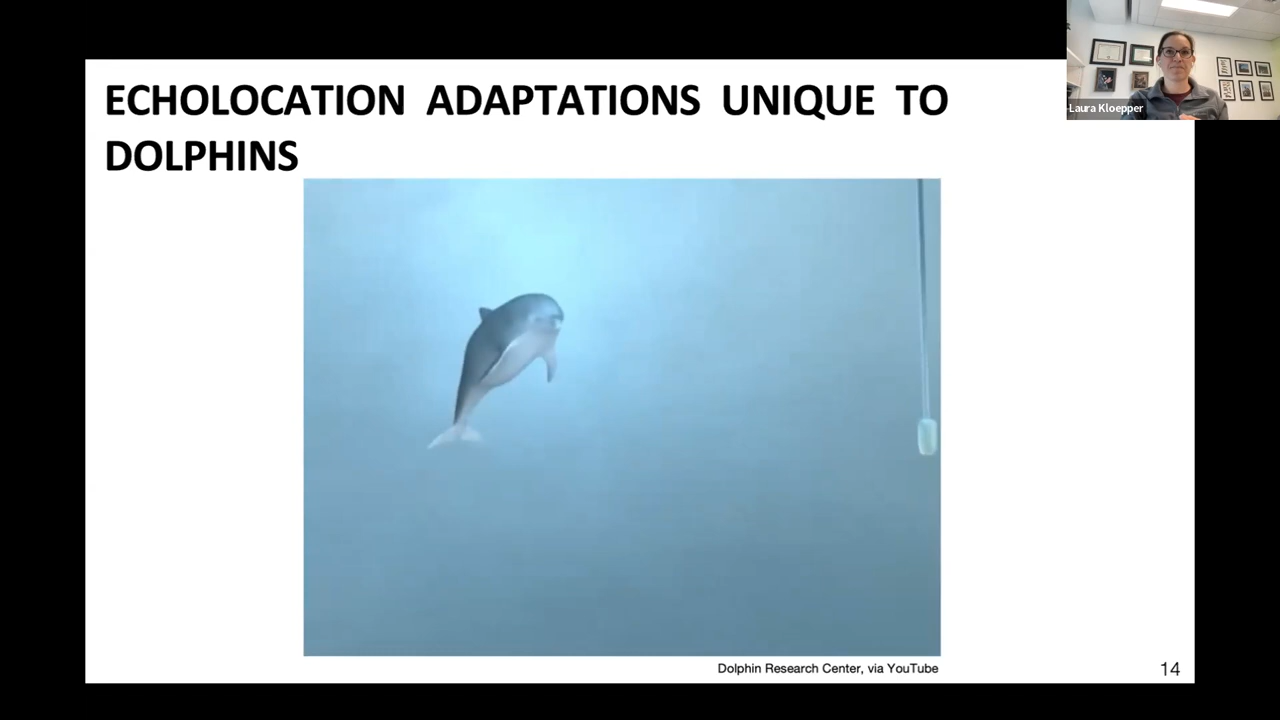 ECHOLOCATION ADAPTATIONS UNIQUE TO
DOLPHINS
Laura Kloepper
Dolphin Research Center, via YouTube
14